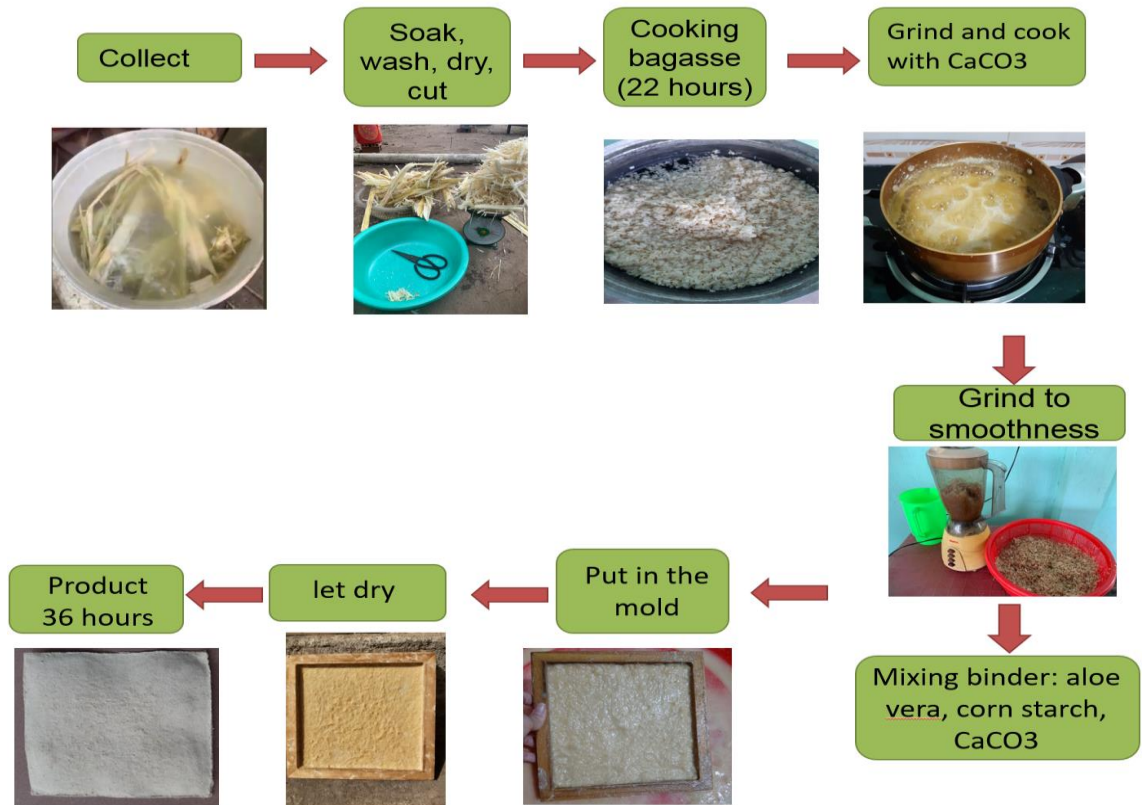 Collect
Soak,
wash, dry,
cut
Cooking
bagasse
(22 hours)
Grind and cook
with CaCO3
Grind to
smoothness
Mixing binder: aloe
vera, corn starch,
CaCO3
Put in the
mold
let dry
Product
36 hours